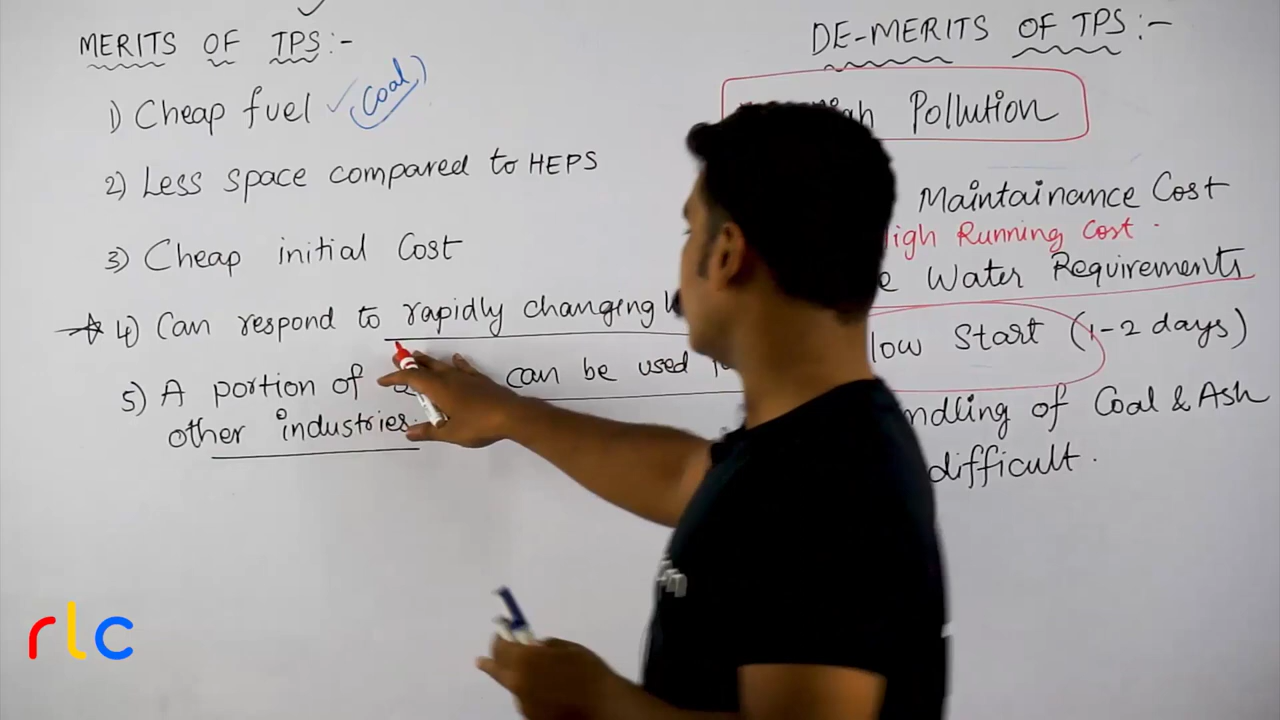 MERITS OF TPS:-
1) Cheap fuel (Coal)
2) Less space compared to HEPS
3) Cheap initial Cost
4) Can respond to rapidly changing
5) A portion of can be used
other industries.
DE-MERITS OF TPS:-
Pollution
Maintainance Cost
Running Cost.
Water Requirements
Start (1-2 days)
of Coal & Ash
difficult.
rlc